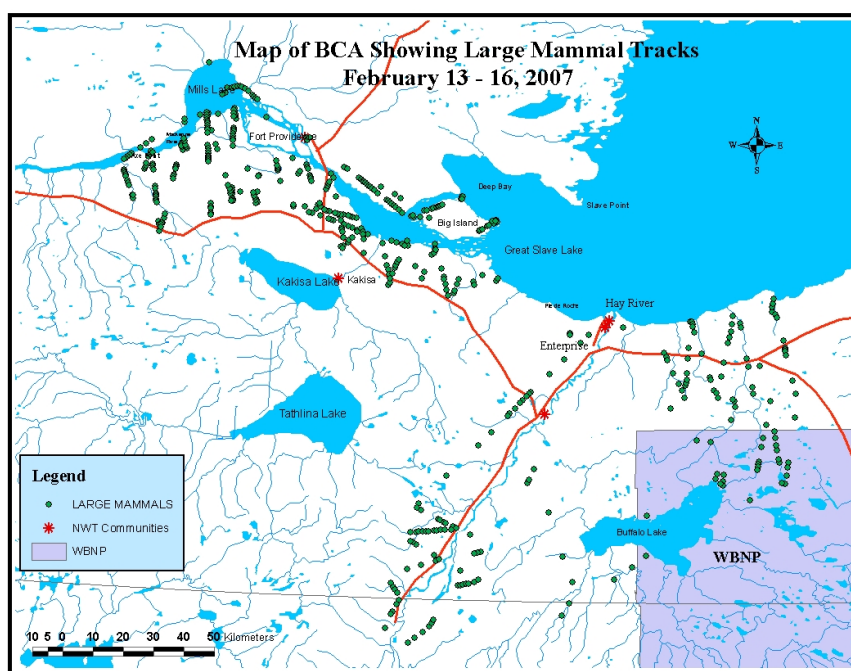 Map of BCA Showing Large Mammal Tracks
February 13 - 16, 2007
Mills Lake
Fort Providence
Deep Bay
Slave Point
Big Island
Great Slave Lake
Kakisa Lake
Kakisa
Hay River
Enterprise
Tathlina Lake
Buffalo Lake
WBNP
N
W E
S
Legend
LARGE MAMMALS
NWT Communities
WBNP
10 5 0 10 20 30 40 50 Kilometers